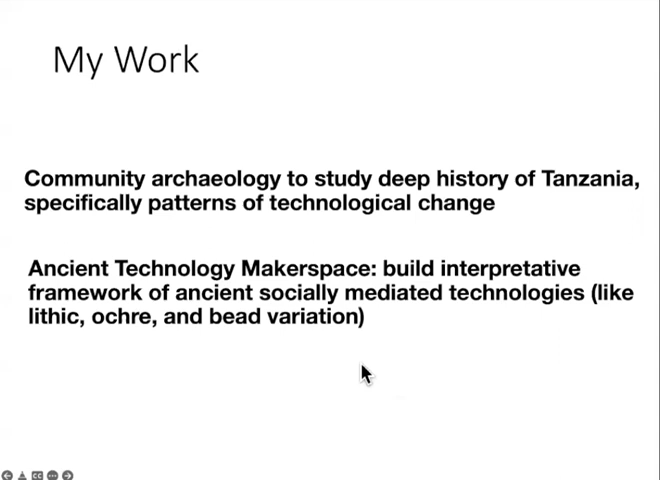 My Work
Community archaeology to study deep history of Tanzania,
specifically patterns of technological change
Ancient Technology Makerspace: build interpretative
framework of ancient socially mediated technologies (like
lithic, ochre, and bead variation)